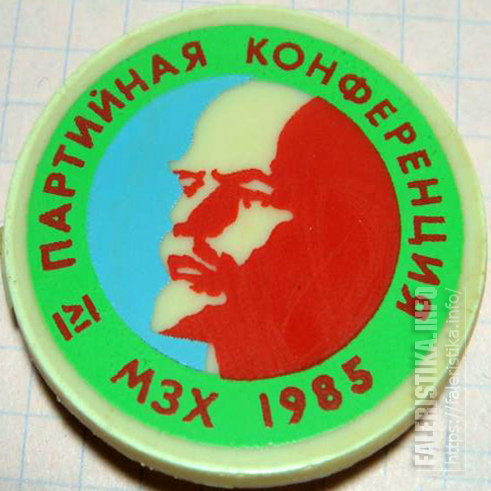 IV ПАРТИЙНАЯ КОНФЕРЕНЦИЯ
МЗХ 1985
FALERISTIKA.INFO
https://faleristika.info/